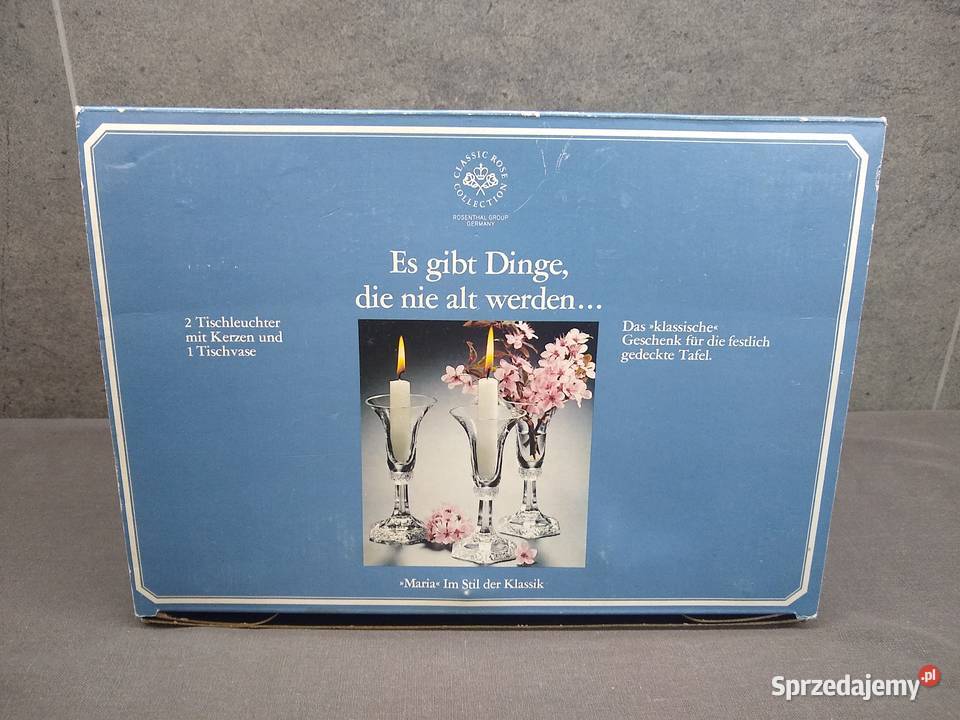 CLASSIC ROSE
COLLECTION
ROSENTHAL GROUP
GERMANY
Es gibt Dinge,
die nie alt werden...
2 Tischleuchter
mit Kerzen und
1 Tischvase
Das »klassische«
Geschenk für die festlich
gedeckte Tafel.
»Maria« Im Stil der Klassik
Sprzedajemy.pl